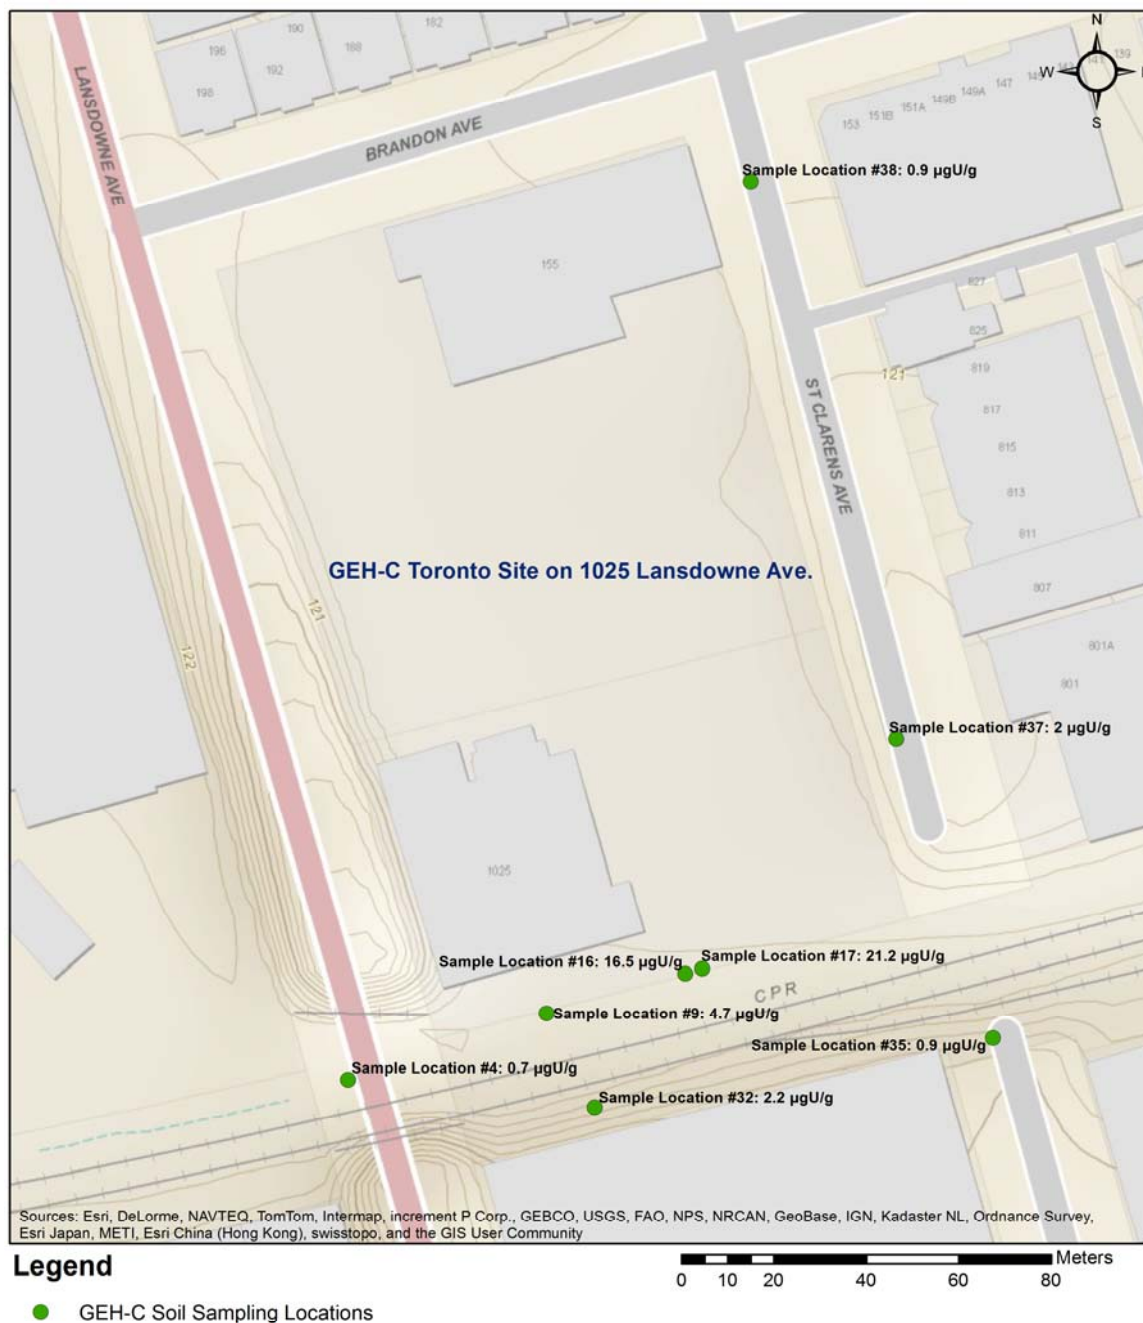 N
W
S
LANSDOWNE AVE
196
190
188
182
198
192
BRANDON AVE
153
151B
151A
149B
149A
147
141
139
Sample Location #38: 0.9 µgU/g
155
827
825
819
817
815
813
811
807
801A
801
121
ST CLARENS AVE
GEH-C Toronto Site on 1025 Lansdowne Ave.
121
122
Sample Location #37: 2 µgU/g
1025
Sample Location #16: 16.5 µgU/g
Sample Location #17: 21.2 µgU/g
CPR
Sample Location #9: 4.7 µgU/g
Sample Location #35: 0.9 µgU/g
Sample Location #4: 0.7 µgU/g
Sample Location #32: 2.2 µgU/g
Sources: Esri, DeLorme, NAVTEQ, TomTom, Intermap, increment P Corp., GEBCO, USGS, FAO, NPS, NRCAN, GeoBase, IGN, Kadaster NL, Ordnance Survey,
Esri Japan, METI, Esri China (Hong Kong), swisstopo, and the GIS User Community
Legend
Meters
0 10 20 40 60 80
GEH-C Soil Sampling Locations